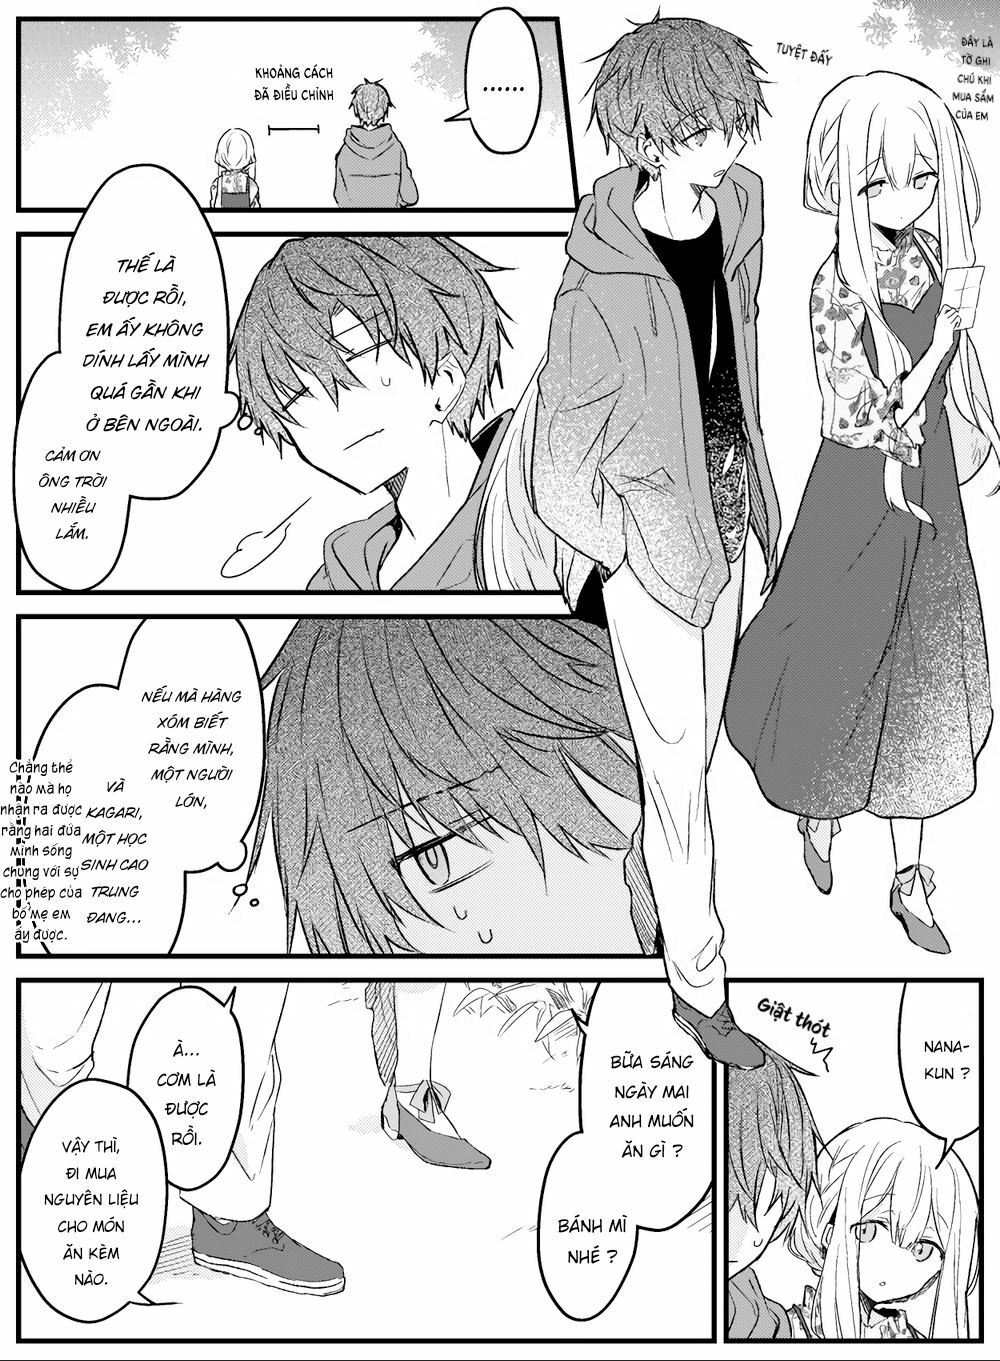 TUYỆT ĐẤY
ĐÂY LÀ
TỜ GHI
CHÚ KHI
MUA SẮM
CỦA EM
......
KHOẢNG CÁCH
ĐÃ ĐIỀU CHỈNH
THẾ LÀ
ĐƯỢC RỒI,
EM ẤY KHÔNG
DÍNH LẤY MÌNH
QUÁ GẦN KHI
Ở BÊN NGOÀI.
CẢM ƠN
ÔNG TRỜI
NHIỀU
LẮM.
NẾU MÀ HÀNG
XÓM BIẾT
RẰNG MÌNH,
MỘT NGƯỜI
LỚN,
VÀ
KAGARI,
MỘT HỌC
SINH CAO
TRUNG
ĐANG...
Chẳng thể
nào mà họ
nhận ra được
rằng hai đứa
mình sống
chung với sự
cho phép của
bố mẹ em
ấy được.
Giật thót
NANA-
KUN ?
BỮA SÁNG
NGÀY MAI
ANH MUỐN
ĂN GÌ ?
BÁNH MÌ
NHÉ ?
À...
CƠM LÀ
ĐƯỢC
RỒI.
VẬY THÌ,
ĐI MUA
NGUYÊN LIỆU
CHO MÓN
ĂN KÈM
NÀO.